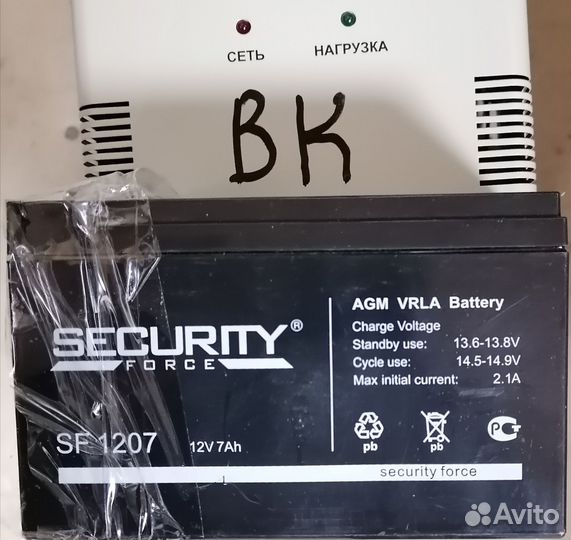 СЕТЬ НАГРУЗКА
ВК
SECURITY®
FORCE
SF 1207 12V 7Ah
AGM VRLA Battery
Charge Voltage
Standby use: 13.6-13.8V
Cycle use: 14.5-14.9V
Max initial current: 2.1A
pb pb
security force
Avito